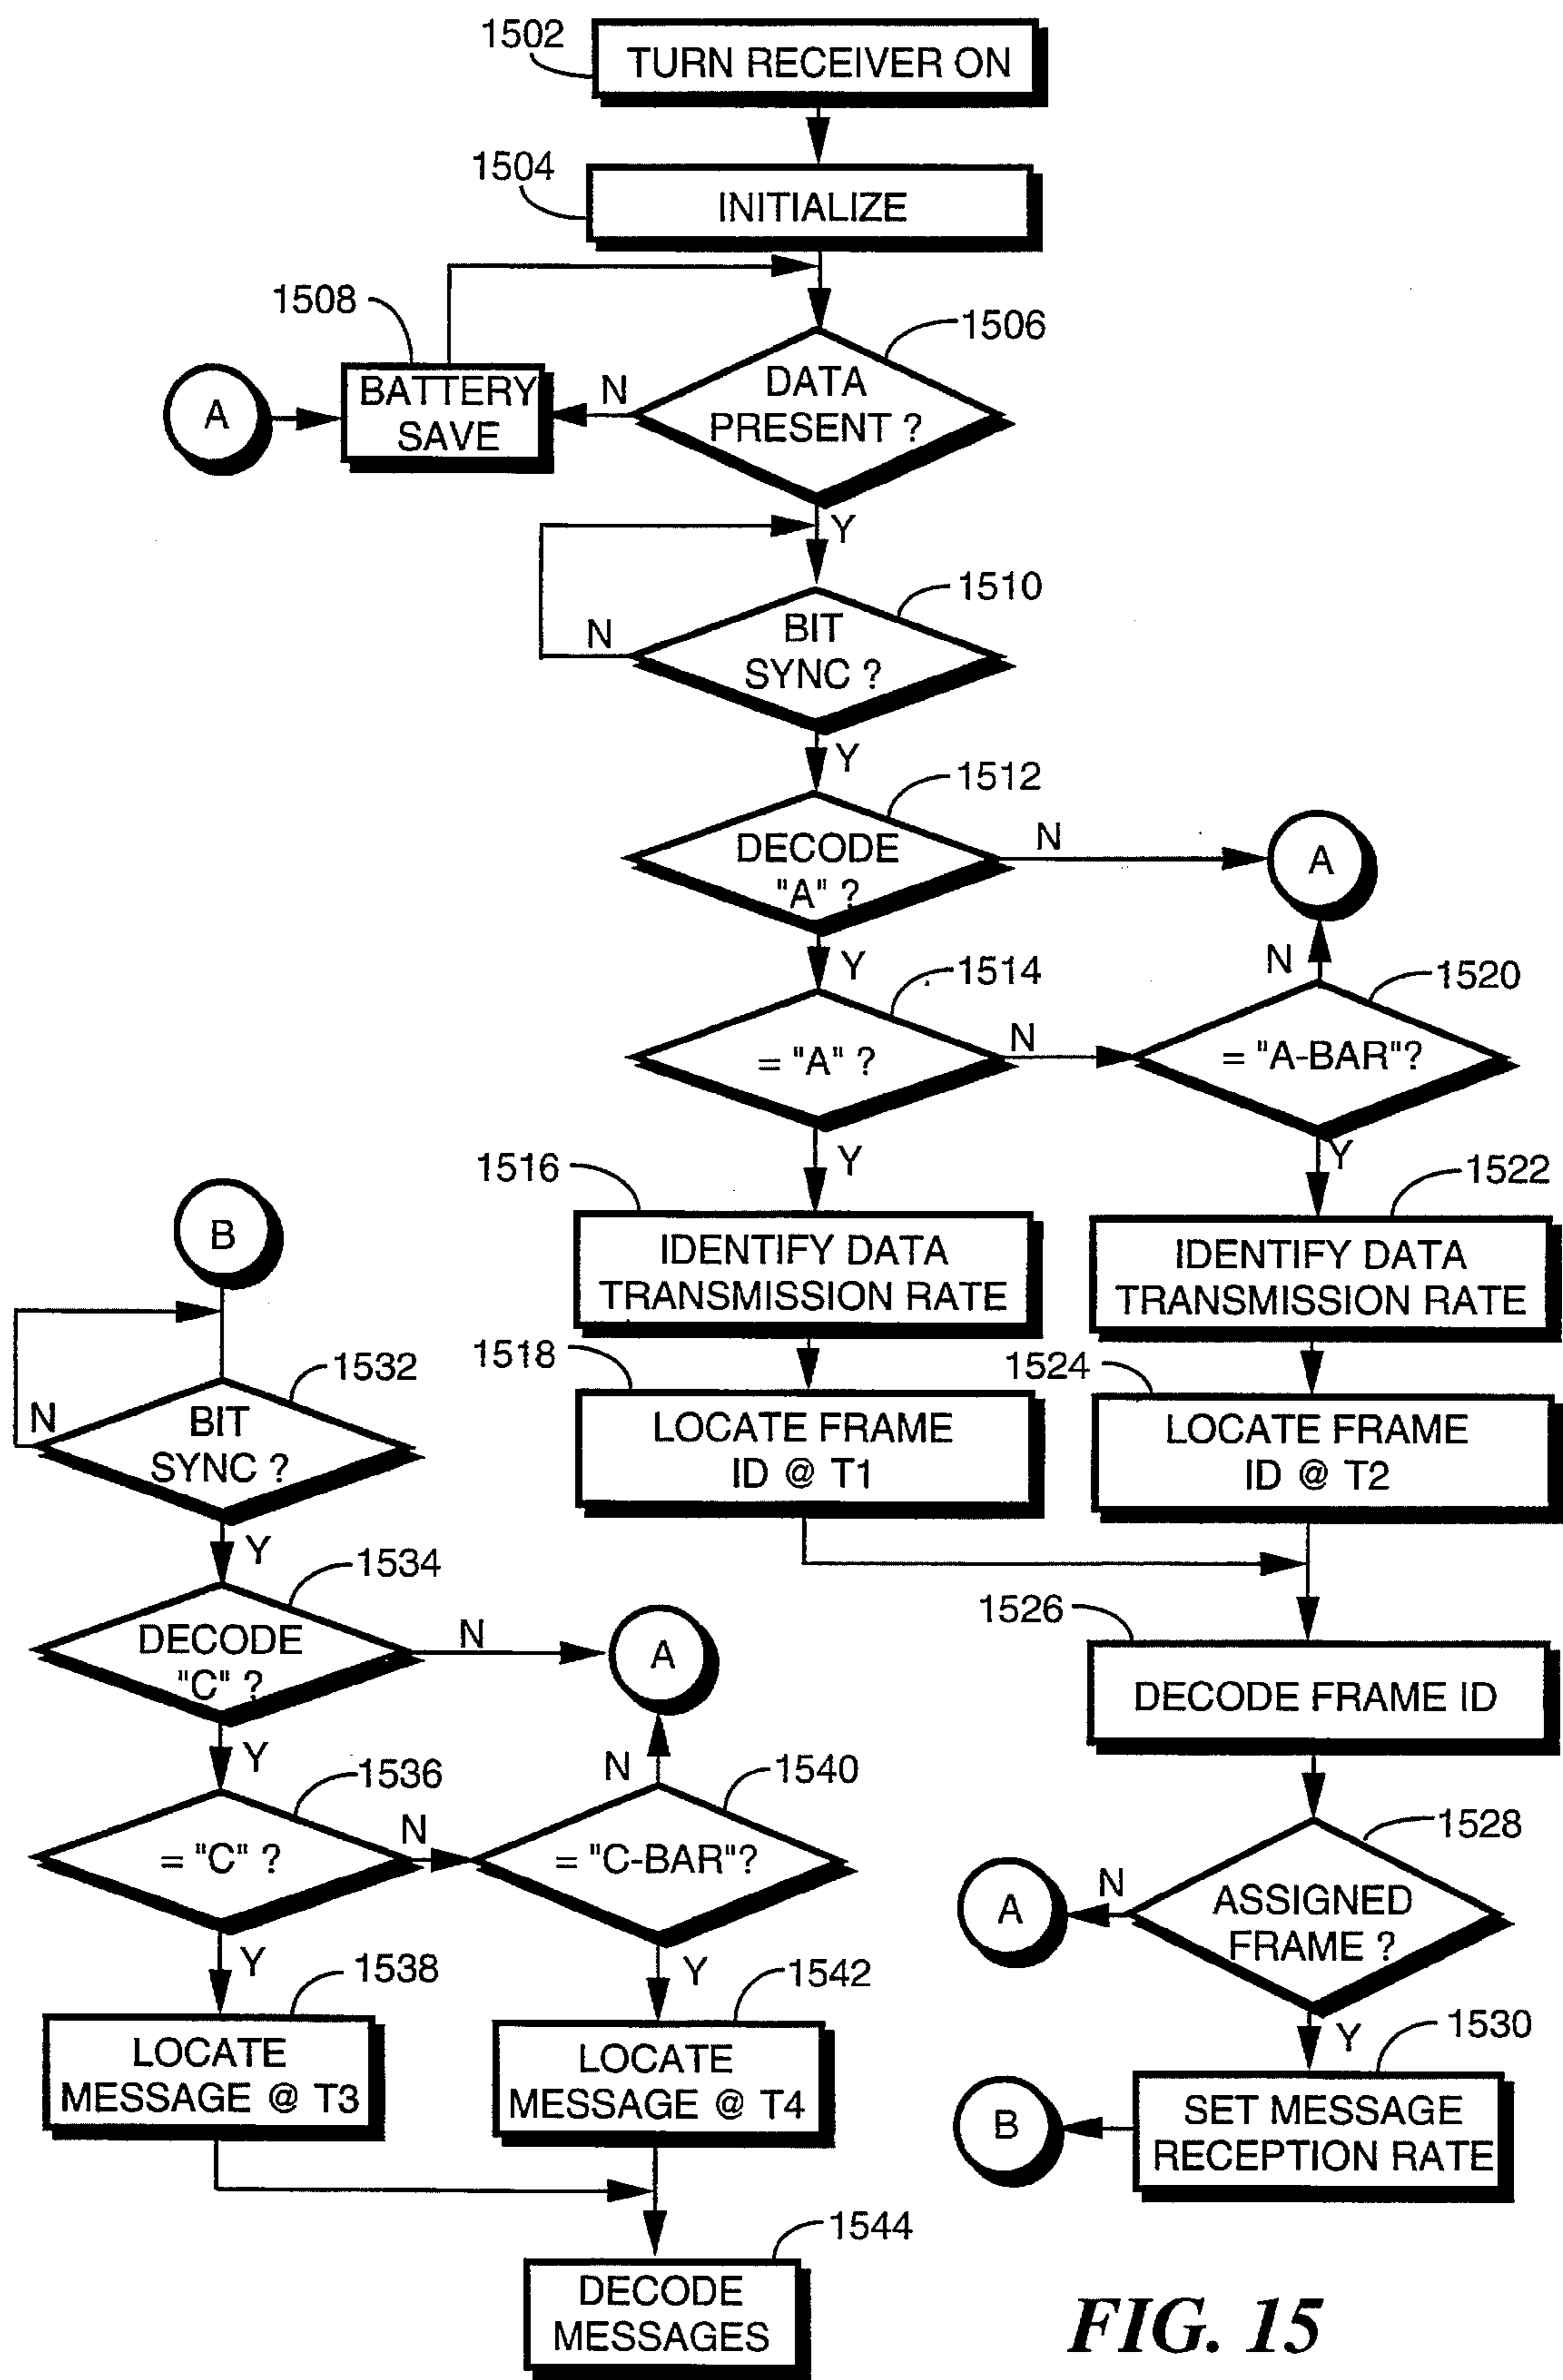 1502
TURN RECEIVER ON
1504
INITIALIZE
1508
1506
A
BATTERY
SAVE
N
DATA
PRESENT ?
Y
1510
N
BIT
SYNC ?
Y
1512
DECODE
"A" ?
N
A
Y
1514
N
1520
= "A" ?
N
= "A-BAR"?
Y
Y
1516
1522
IDENTIFY DATA
TRANSMISSION RATE
IDENTIFY DATA
TRANSMISSION RATE
1518
1524
LOCATE FRAME
ID @ T1
LOCATE FRAME
ID @ T2
1526
DECODE FRAME ID
1528
A
N
ASSIGNED
FRAME ?
Y
1530
B
SET MESSAGE
RECEPTION RATE
B
1532
N
BIT
SYNC ?
Y
1534
DECODE
"C" ?
N
A
Y
1536
N
1540
= "C" ?
N
= "C-BAR"?
Y
1538
Y
1542
LOCATE
MESSAGE @ T3
LOCATE
MESSAGE @ T4
1544
DECODE
MESSAGES
FIG. 15